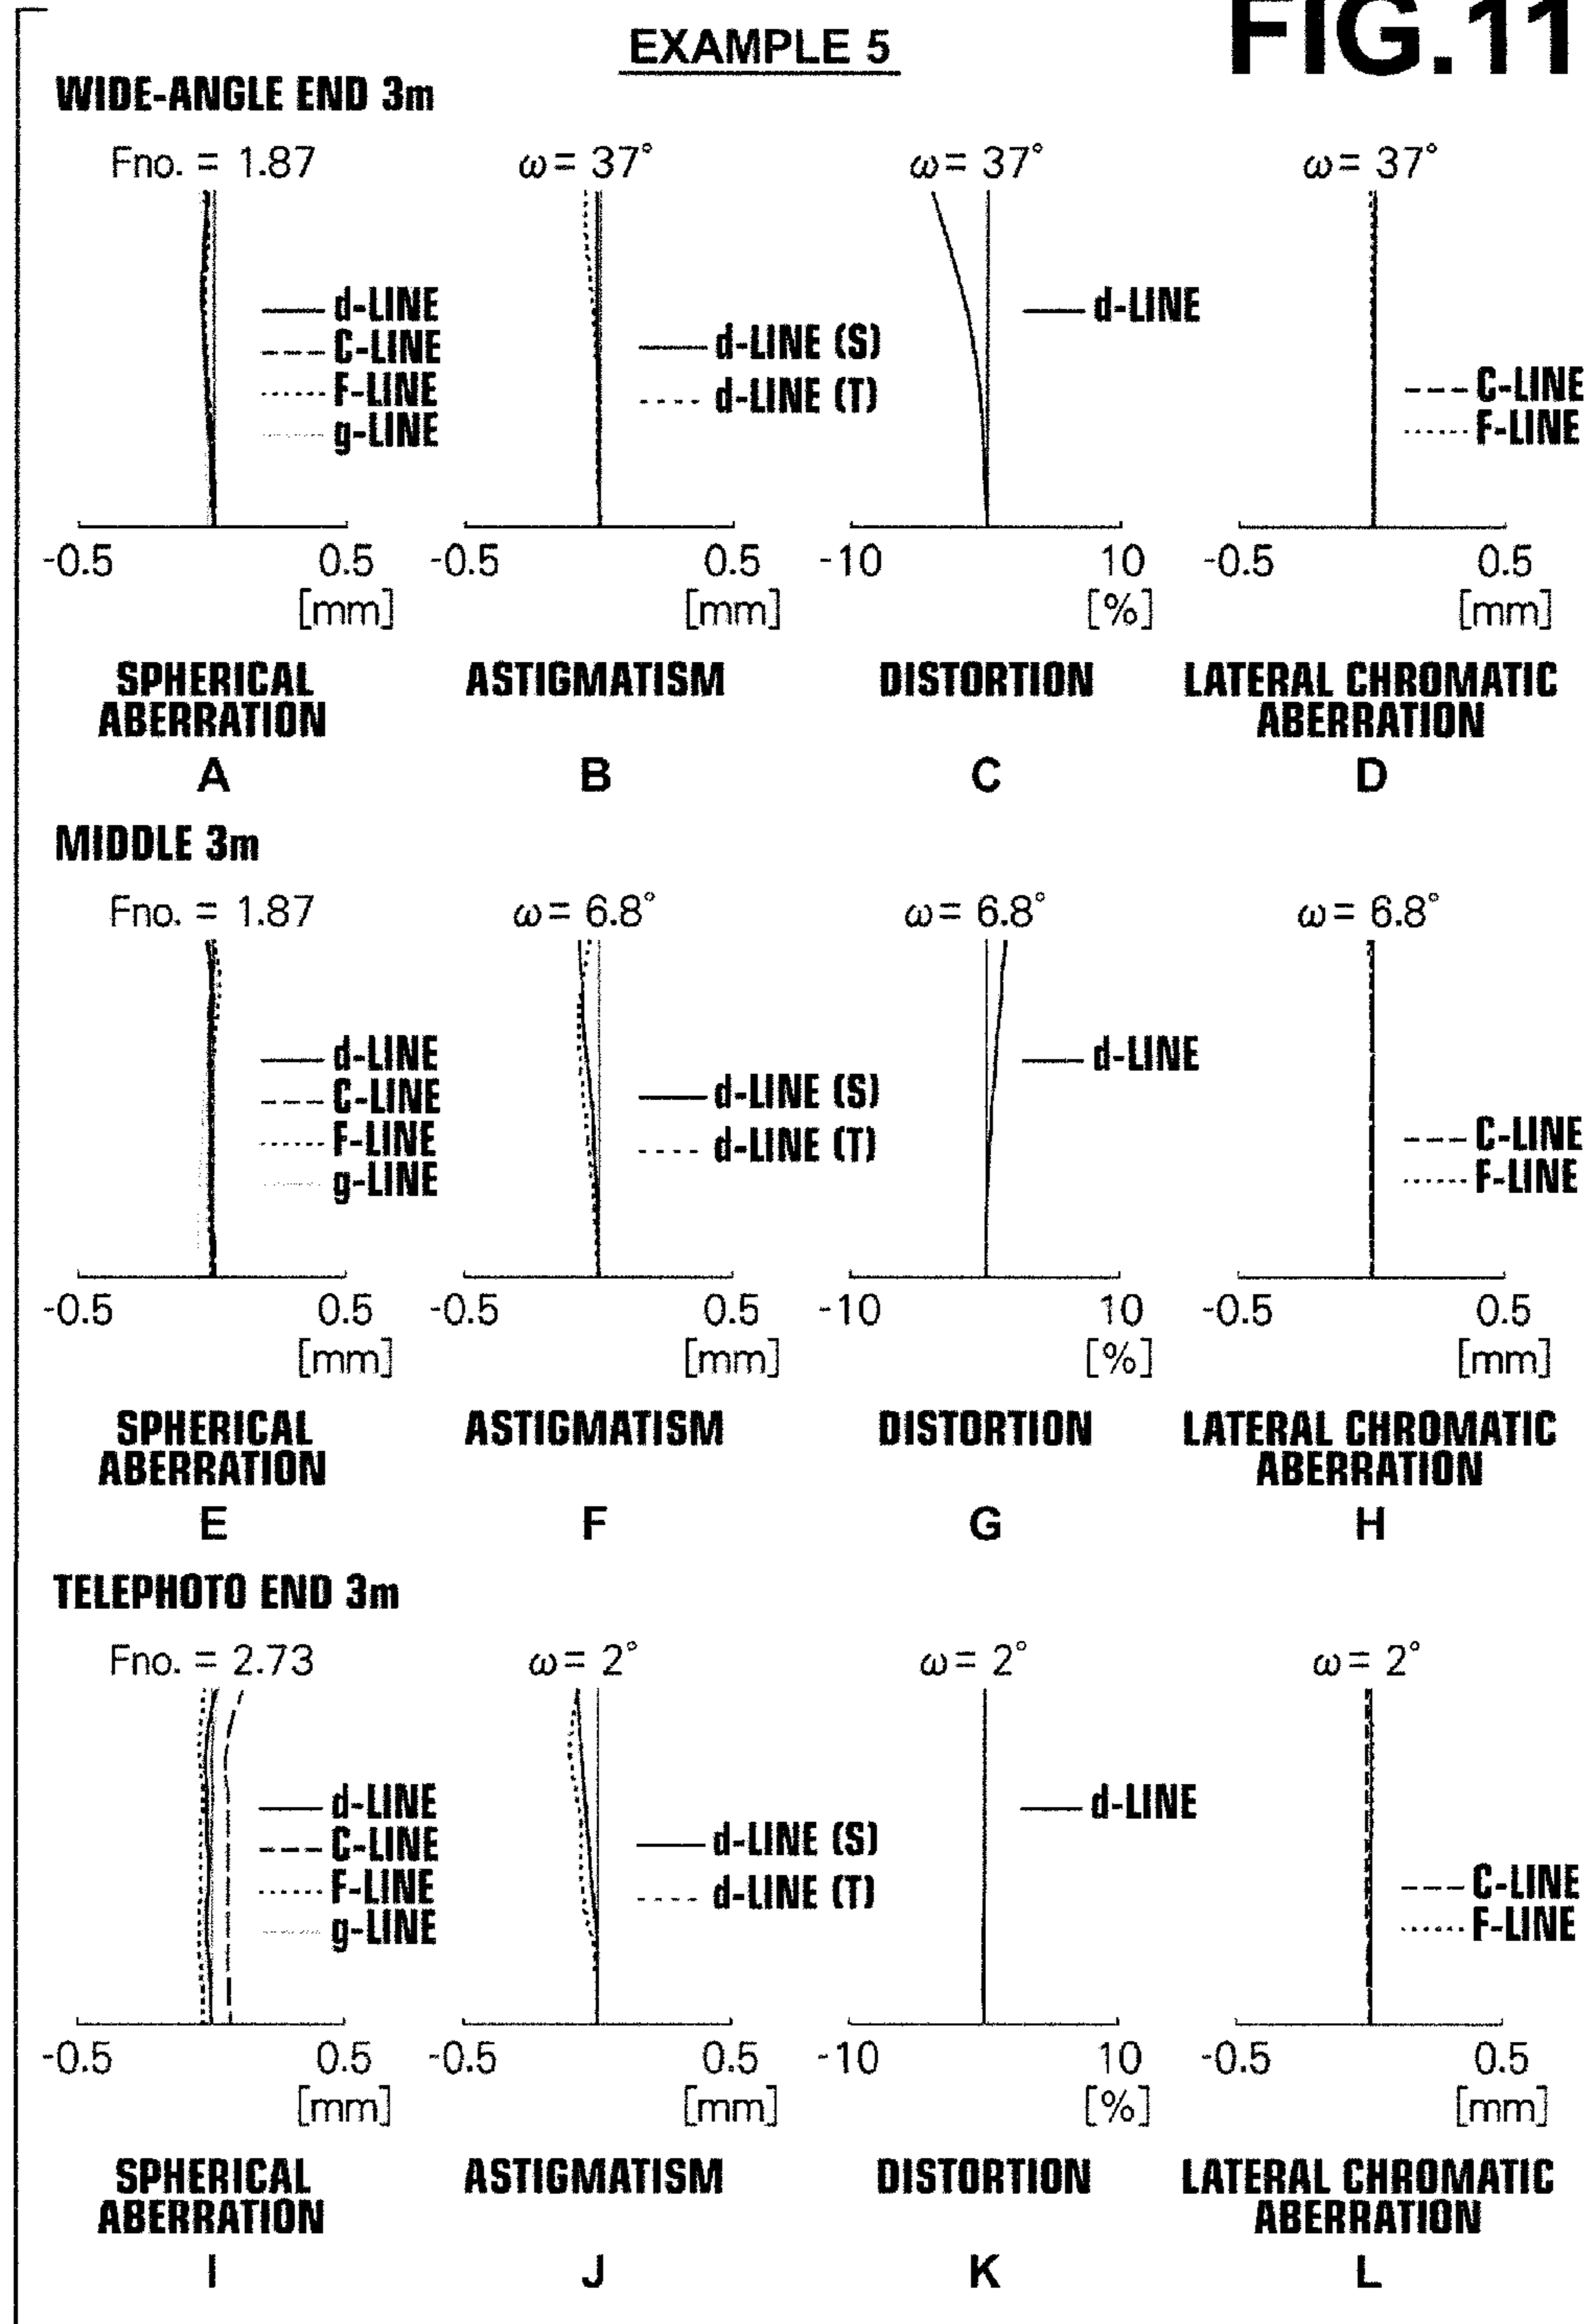 FIG.11
EXAMPLE 5
WIDE-ANGLE END 3m
Fno. = 1.87
ω = 37°
ω = 37°
ω = 37°
d-LINE
C-LINE
F-LINE
g-LINE
d-LINE (S)
d-LINE (T)
d-LINE
C-LINE
F-LINE
-0.5 0.5
[mm]
-0.5 0.5
[mm]
-10 10
[%]
-0.5 0.5
[mm]
SPHERICAL
ABERRATION
A
ASTIGMATISM
B
DISTORTION
C
LATERAL CHROMATIC
ABERRATION
D
MIDDLE 3m
Fno. = 1.87
ω = 6.8°
ω = 6.8°
ω = 6.8°
d-LINE
C-LINE
F-LINE
g-LINE
d-LINE (S)
d-LINE (T)
d-LINE
C-LINE
F-LINE
-0.5 0.5
[mm]
-0.5 0.5
[mm]
-10 10
[%]
-0.5 0.5
[mm]
SPHERICAL
ABERRATION
E
ASTIGMATISM
F
DISTORTION
G
LATERAL CHROMATIC
ABERRATION
H
TELEPHOTO END 3m
Fno. = 2.73
ω = 2°
ω = 2°
ω = 2°
d-LINE
C-LINE
F-LINE
g-LINE
d-LINE (S)
d-LINE (T)
d-LINE
C-LINE
F-LINE
-0.5 0.5
[mm]
-0.5 0.5
[mm]
-10 10
[%]
-0.5 0.5
[mm]
SPHERICAL
ABERRATION
I
ASTIGMATISM
J
DISTORTION
K
LATERAL CHROMATIC
ABERRATION
L